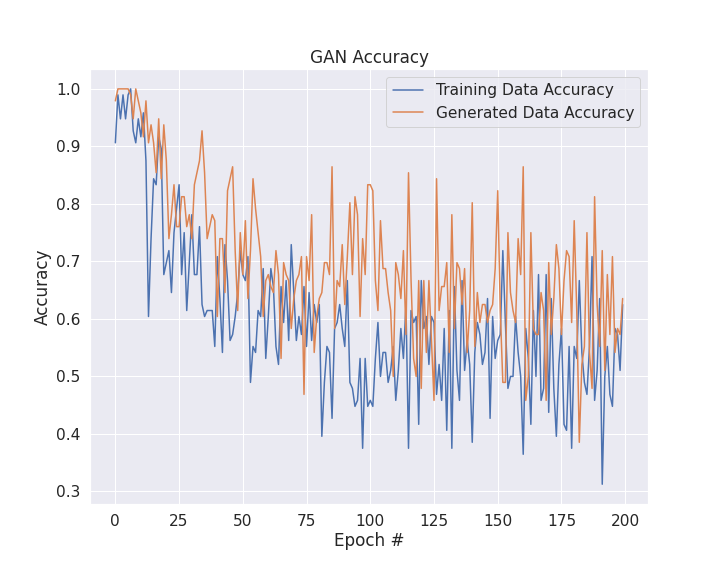 GAN Accuracy
Training Data Accuracy
Generated Data Accuracy
Accuracy
1.0
0.9
0.8
0.7
0.6
0.5
0.4
0.3
0 25 50 75 100 125 150 175 200
Epoch #